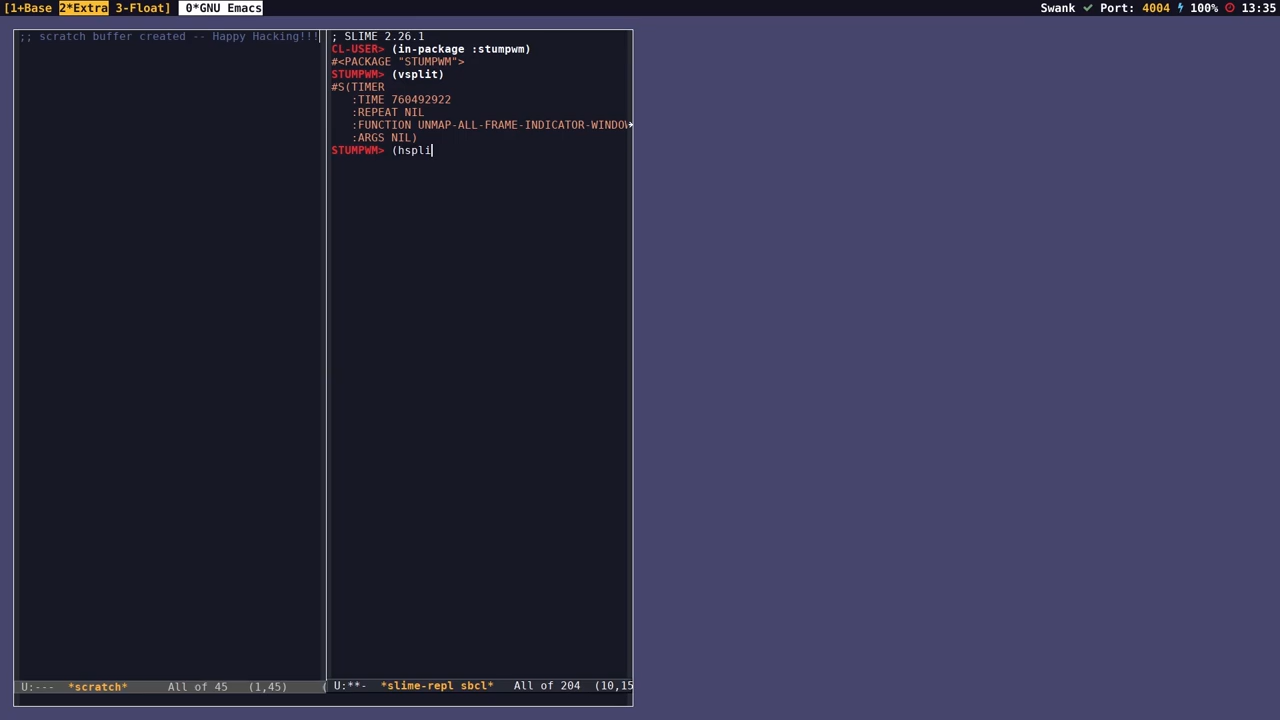 [1+Base 2*Extra 3-Float] 0*GNU Emacs Swank ✓ Port: 4004 100% 13:35
;; scratch buffer created -- Happy Hacking!!!
U:--- *scratch* All of 45 (1,45) (
; SLIME 2.26.1
CL-USER> (in-package :stumpwm)
#<PACKAGE "STUMPWM">
STUMPWM> (vsplit)
#S(TIMER
:TIME 760492922
:REPEAT NIL
:FUNCTION UNMAP-ALL-FRAME-INDICATOR-WINDOW
:ARGS NIL)
STUMPWM> (hspli
U:**- *slime-repl sbcl* All of 204 (10,15